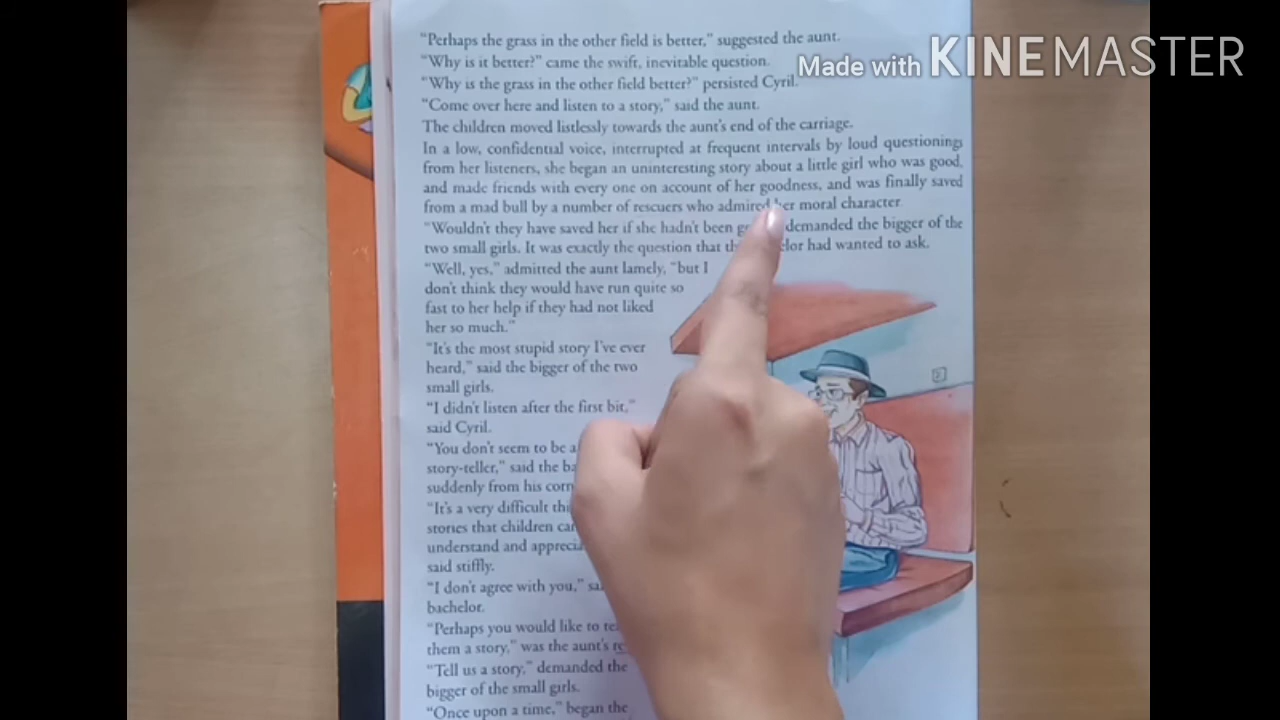 "Perhaps the grass in the other field is better," suggested the aunt.
"Why is it better?" came the swift, inevitable question.
Made with KINEMASTER
"Why is the grass in the other field better?" persisted Cyril.
"Come over here and listen to a story," said the aunt.
The children moved listlessly towards the aunt's end of the carriage.
In a low, confidential voice, interrupted at frequent intervals by loud questionings
from her listeners, she began an uninteresting story about a little girl who was good,
and made friends with every one on account of her goodness, and was finally saved
from a mad bull by a number of rescuers who admired her moral character.
"Wouldn't they have saved her if she hadn't been demanded the bigger of the
two small girls. It was exactly the question that had wanted to ask.
"Well, yes," admitted the aunt lamely, "but I
don't think they would have run quite so
fast to her help if they had not liked
her so much."
"It's the most stupid story I've ever
heard," said the bigger of the two
small girls.
"I didn't listen after the first bit,"
said Cyril.
"You don't seem to be a
story-teller," said the
suddenly from his
"It's a very difficult
stories that children
understand and
said stiffly.
"I don't agree with you,"
bachelor.
"Perhaps you would like to
them a story," was the aunt's
"Tell us a story," demanded the
bigger of the small girls.
"Once upon a time," began the